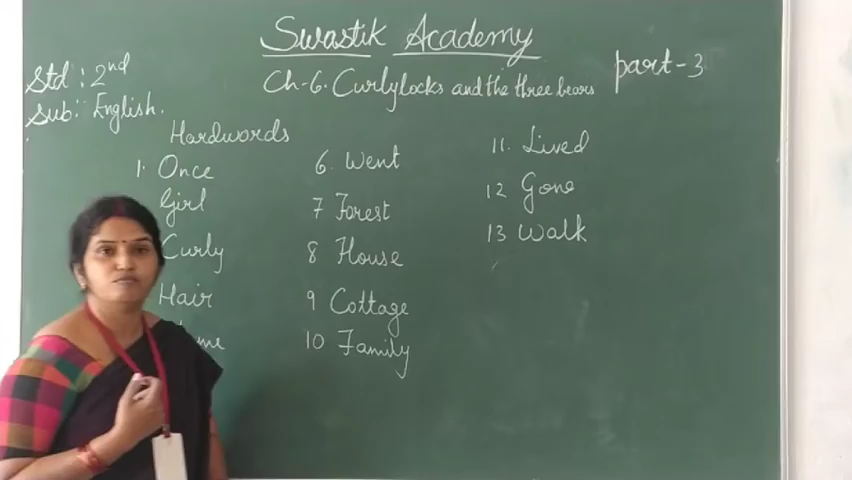 Swastik Academy
Std : 2nd
Ch-6. Curlylocks and the three bears
part-3
Sub: English.
Hardwords
1. Once
Girl
Curly
Hair
me
6. Went
7 Forest
8 House
9 Cottage
10 Family
11. Lived
12 Gone
13 Walk